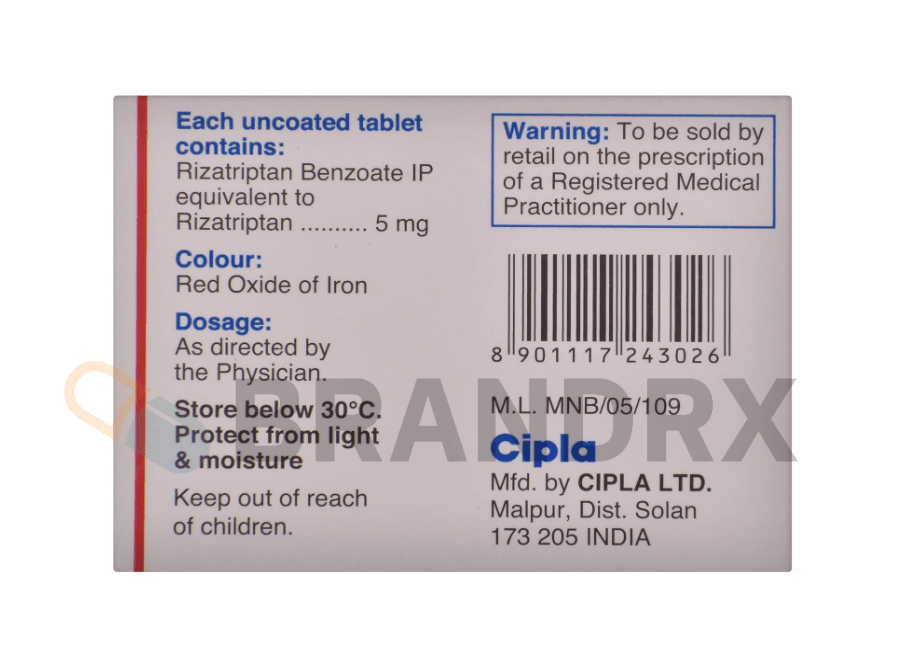 Each uncoated tablet
contains:
Rizatriptan Benzoate IP
equivalent to
Rizatriptan .......... 5 mg
Colour:
Red Oxide of Iron
Dosage:
As directed by
the Physician.
Store below 30°C.
Protect from light
& moisture
Keep out of reach
of children.
Warning: To be sold by
retail on the prescription
of a Registered Medical
Practitioner only.
8 901117 243026
M.L. MNB/05/109
Cipla
Mfd. by CIPLA LTD.
Malpur, Dist. Solan
173 205 INDIA
BRANDRX